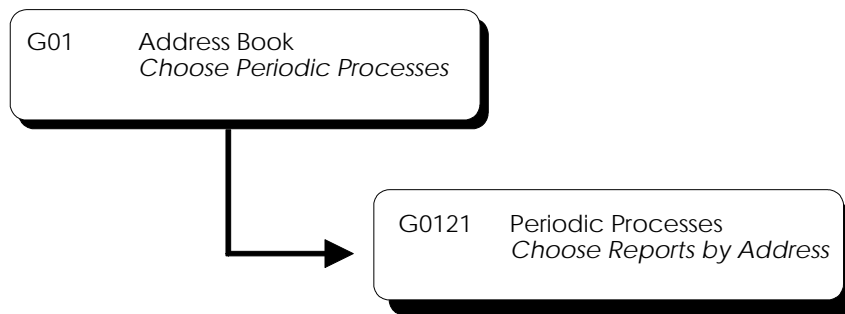 G01 Address Book
Choose Periodic Processes
G0121 Periodic Processes
Choose Reports by Address